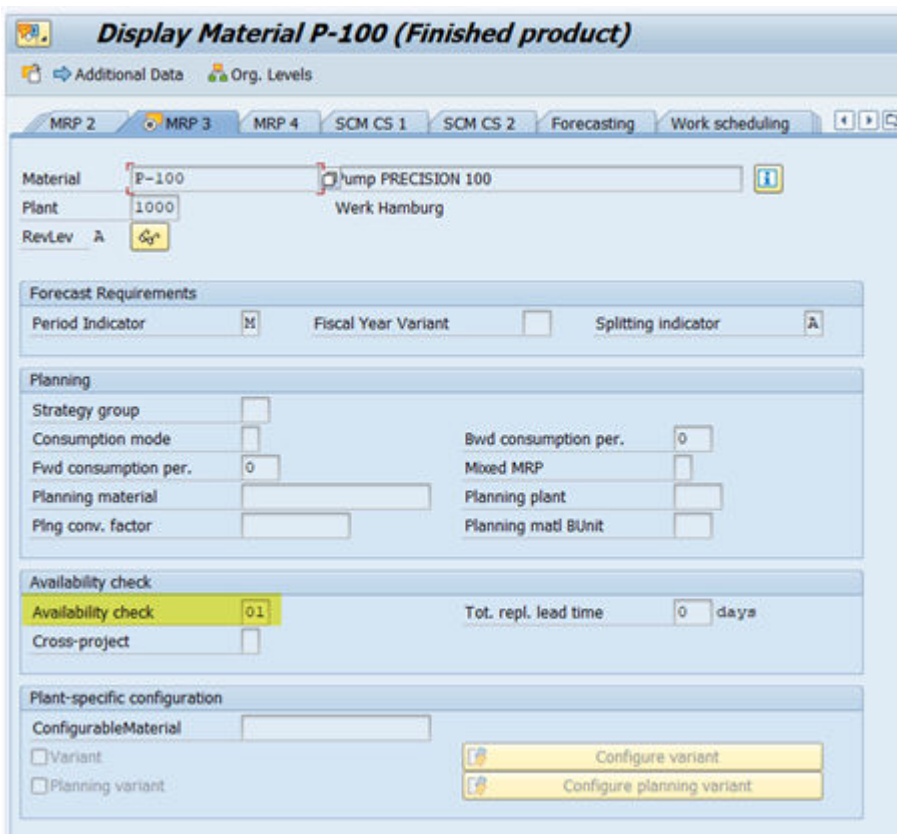 Display Material P-100 (Finished product)
Additional Data Org. Levels
MRP 2 MRP 3 MRP 4 SCM CS 1 SCM CS 2 Forecasting Work scheduling
Material P-100 Pump PRECISION 100
Plant 1000 Werk Hamburg
RevLev A
Forecast Requirements
Period Indicator M Fiscal Year Variant Splitting indicator A
Planning
Strategy group
Consumption mode Bwd consumption per. 0
Fwd consumption per. 0 Mixed MRP
Planning material Planning plant
Plng conv. factor Planning matl BUnit
Availability check
Availability check 01 Tot. repl. lead time 0 days
Cross-project
Plant-specific configuration
ConfigurableMaterial
Variant Configure variant
Planning variant Configure planning variant